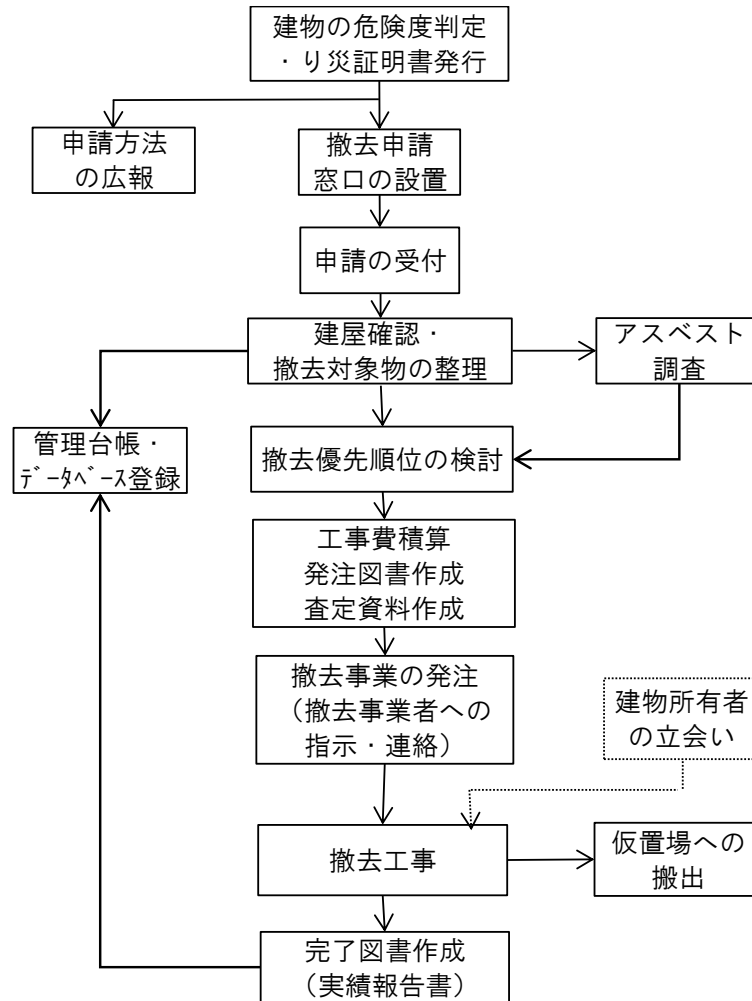 建物の危険度判定
・り災証明書発行
申請方法
の広報
撤去申請
窓口の設置
申請の受付
建屋確認・
撤去対象物の整理
アスベスト
調査
管理台帳・
ﾃﾞｰﾀﾍﾞｰｽ登録
撤去優先順位の検討
工事費積算
発注図書作成
査定資料作成
撤去事業の発注
（撤去事業者への
指示・連絡）
建物所有者
の立会い
撤去工事
仮置場への
搬出
完了図書作成
（実績報告書）